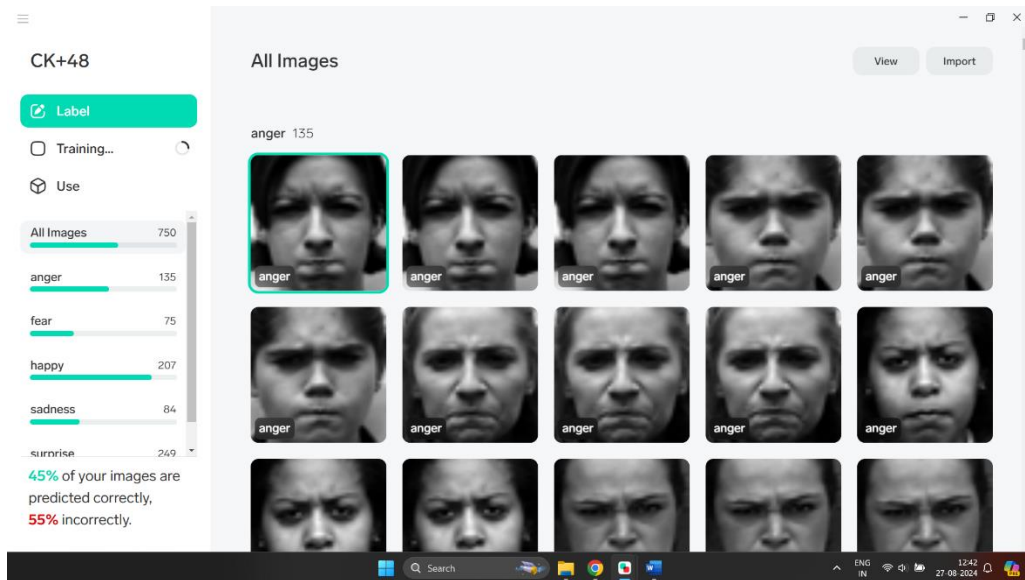 CK+48
Label
Training...
Use
All Images 750
anger 135
fear 75
happy 207
sadness 84
surprise 249
45% of your images are
predicted correctly,
55% incorrectly.
All Images
View Import
anger 135
anger anger anger anger anger
anger anger anger anger anger
Search
ENG
IN
12:42
27-08-2024